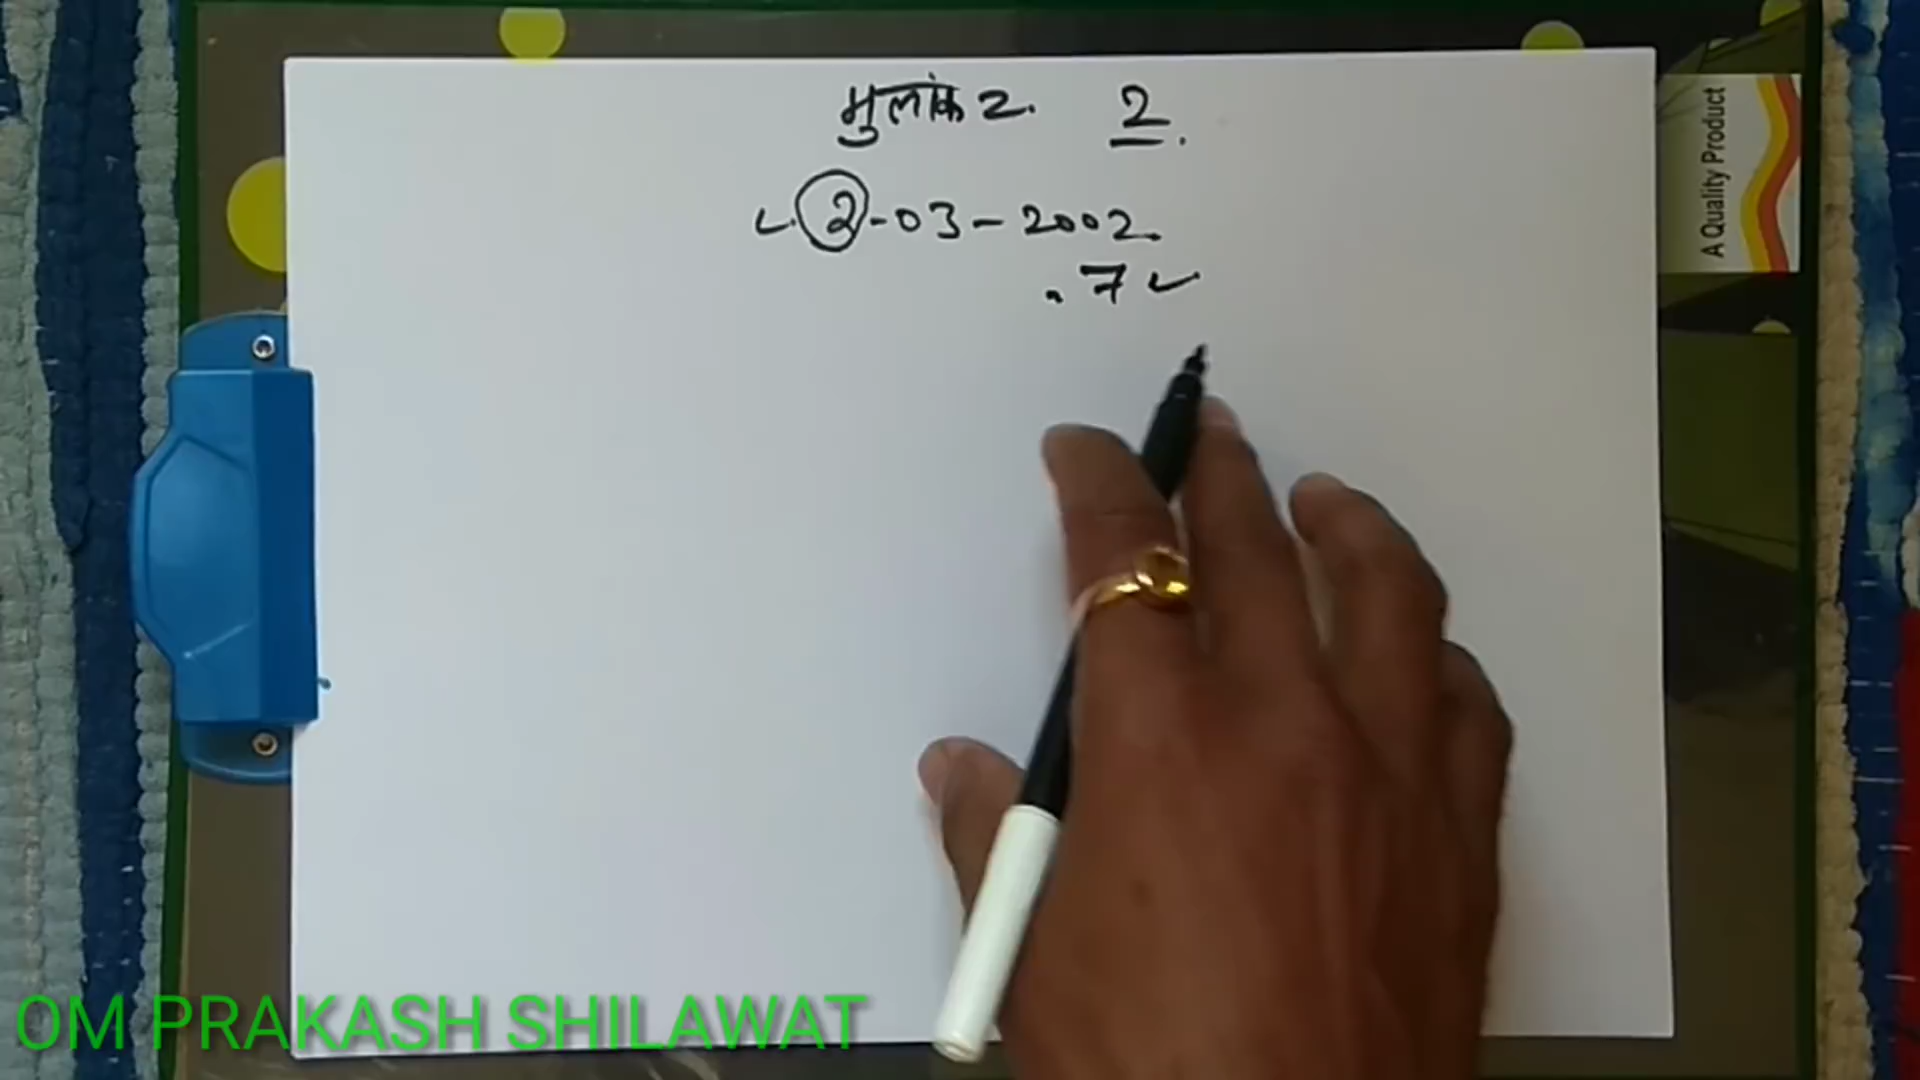 मुलांक 2. 2.
2-03-2002.
.7
A Quality Product
OM PRAKASH SHILAWAT